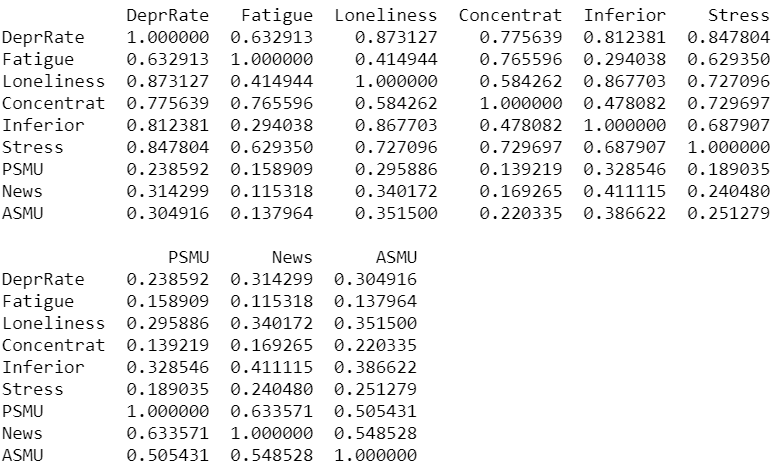 DeprRate Fatigue Loneliness Concentrat Inferior Stress
DeprRate 1.000000 0.632913 0.873127 0.775639 0.812381 0.847804
Fatigue 0.632913 1.000000 0.414944 0.765596 0.294038 0.629350
Loneliness 0.873127 0.414944 1.000000 0.584262 0.867703 0.727096
Concentrat 0.775639 0.765596 0.584262 1.000000 0.478082 0.729697
Inferior 0.812381 0.294038 0.867703 0.478082 1.000000 0.687907
Stress 0.847804 0.629350 0.727096 0.729697 0.687907 1.000000
PSMU 0.238592 0.158909 0.295886 0.139219 0.328546 0.189035
News 0.314299 0.115318 0.340172 0.169265 0.411115 0.240480
ASMU 0.304916 0.137964 0.351500 0.220335 0.386622 0.251279
PSMU News ASMU
DeprRate 0.238592 0.314299 0.304916
Fatigue 0.158909 0.115318 0.137964
Loneliness 0.295886 0.340172 0.351500
Concentrat 0.139219 0.169265 0.220335
Inferior 0.328546 0.411115 0.386622
Stress 0.189035 0.240480 0.251279
PSMU 1.000000 0.633571 0.505431
News 0.633571 1.000000 0.548528
ASMU 0.505431 0.548528 1.000000